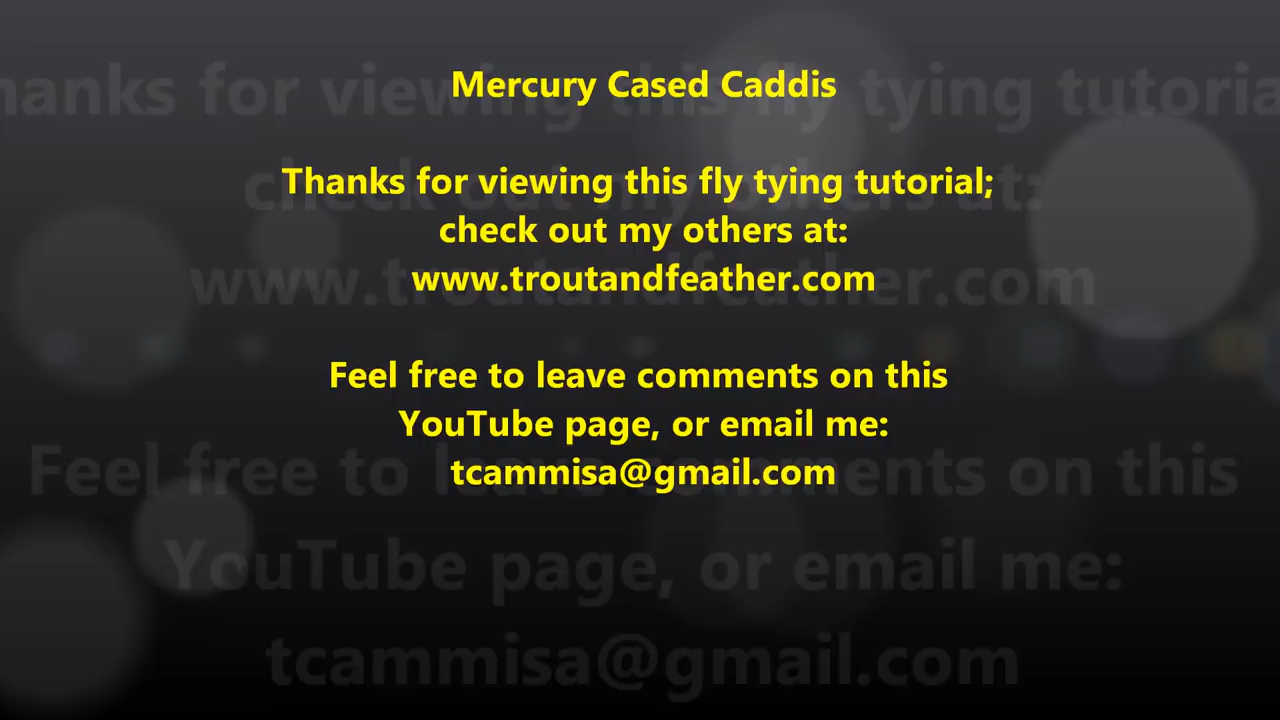 Mercury Cased Caddis
Thanks for viewing this fly tying tutorial;
check out my others at:
www.troutandfeather.com
Feel free to leave comments on this
YouTube page, or email me:
tcammisa@gmail.com